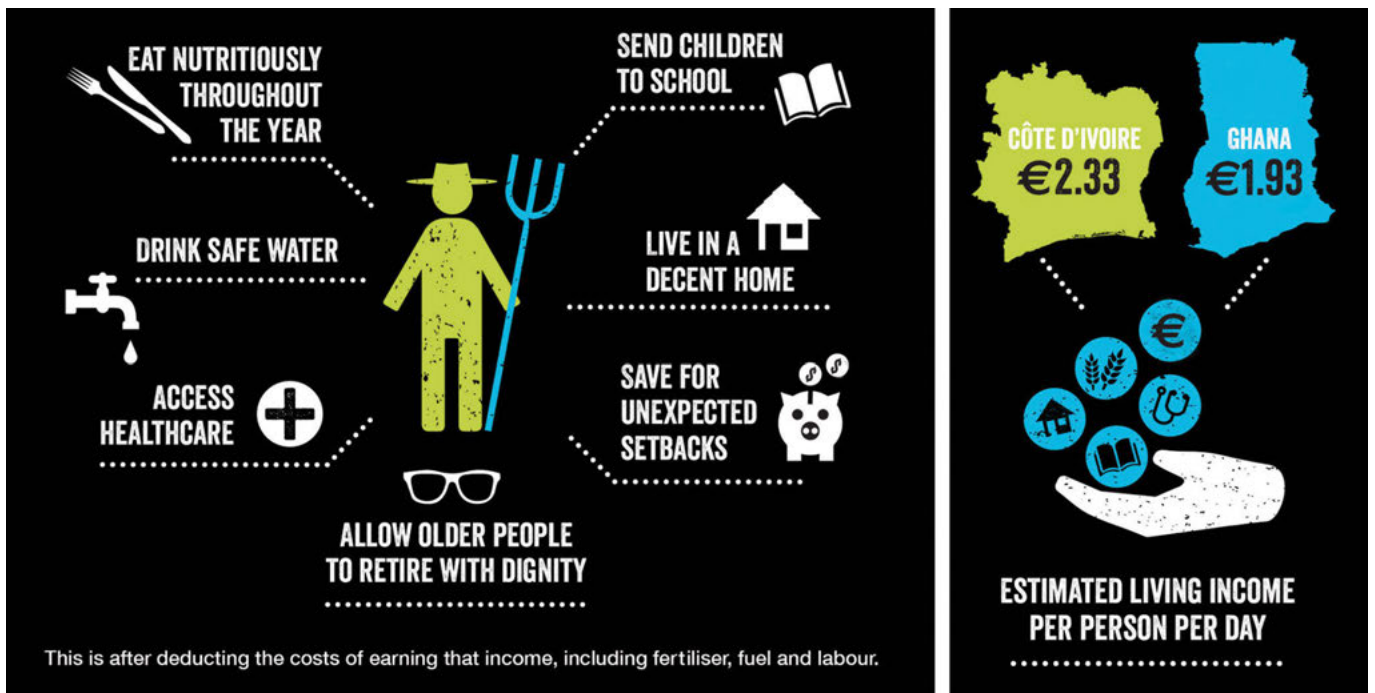 EAT NUTRITIOUSLY
THROUGHOUT
THE YEAR
DRINK SAFE WATER
ACCESS
HEALTHCARE
SEND CHILDREN
TO SCHOOL
LIVE IN A
DECENT HOME
SAVE FOR
UNEXPECTED
SETBACKS
ALLOW OLDER PEOPLE
TO RETIRE WITH DIGNITY
This is after deducting the costs of earning that income, including fertiliser, fuel and labour.
CÔTE D'IVOIRE
€2.33
GHANA
€1.93
€
ESTIMATED LIVING INCOME
PER PERSON PER DAY